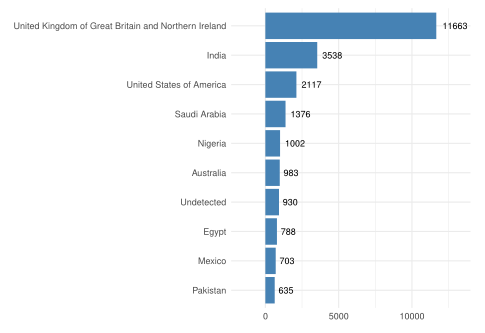 United Kingdom of Great Britain and Northern Ireland 11663
India 3538
United States of America 2117
Saudi Arabia 1376
Nigeria 1002
Australia 983
Undetected 930
Egypt 788
Mexico 703
Pakistan 635
0 5000 10000